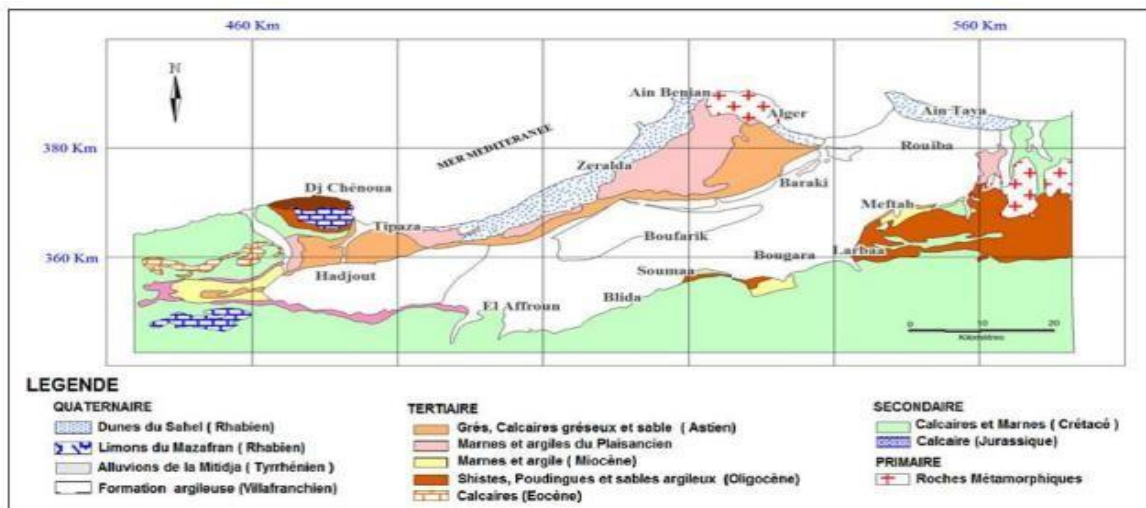 460 Km
560 Km
N
Ain Benian
Alger
Ain Taya
MER MEDITERANEE
380 Km
Rouiba
Zeralda
Baraki
Dj Chénoua
Meftah
Tipaza
Boufarik
Larbaa
360 Km
Bougara
Hadjout
Soumaa
El Affroun
Blida
0 10 20
Kilomètres
LEGENDE
QUATERNAIRE
Dunes du Sahel ( Rhabien)
Limons du Mazafran ( Rhabien)
Alluvions de la Mitidja ( Tyrrhénien )
Formation argileuse (Villafranchien)
TERTIAIRE
Grés, Calcaires gréseux et sable ( Astien)
Marnes et argiles du Plaisancien
Marnes et argile ( Miocène)
Shistes, Poudingues et sables argileux (Oligocène)
Calcaires (Eocène)
SECONDAIRE
Calcaires et Marnes ( Crétacé )
Calcaire (Jurassique)
PRIMAIRE
Roches Métamorphiques